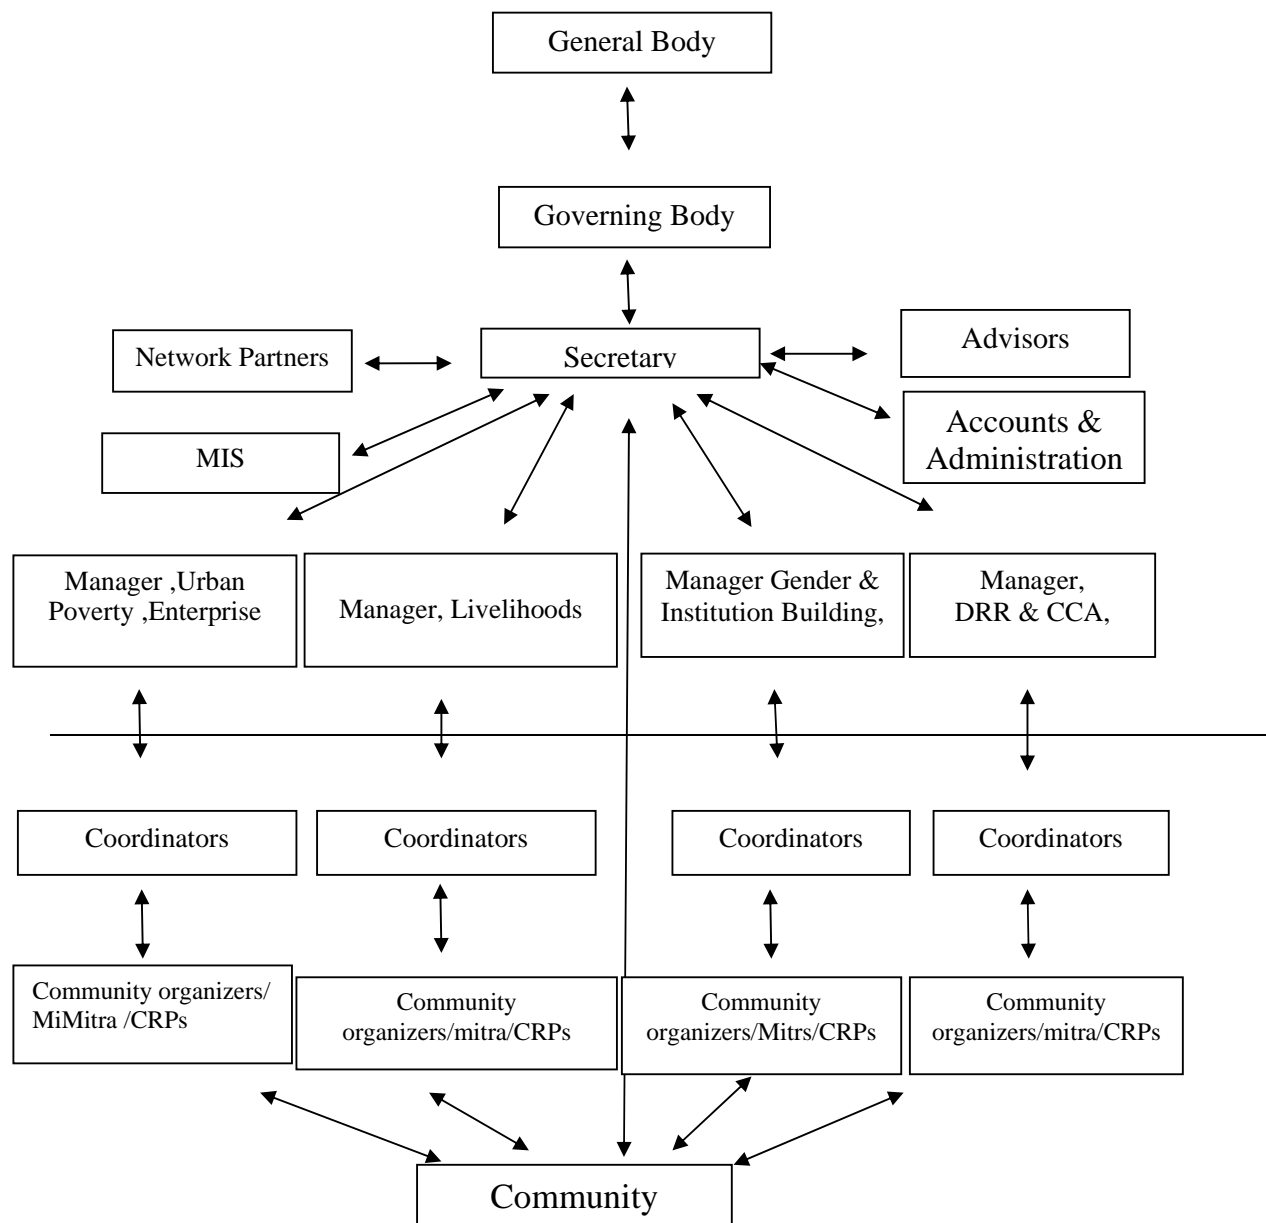 General Body
Governing Body
Network Partners
Secretary
Advisors
MIS
Accounts &
Administration
Manager ,Urban
Poverty ,Enterprise
Manager, Livelihoods
Manager Gender &
Institution Building,
Manager,
DRR & CCA,
Coordinators
Coordinators
Coordinators
Coordinators
Community organizers/
MiMitra /CRPs
Community
organizers/mitra/CRPs
Community
organizers/Mitrs/CRPs
Community
organizers/mitra/CRPs
Community